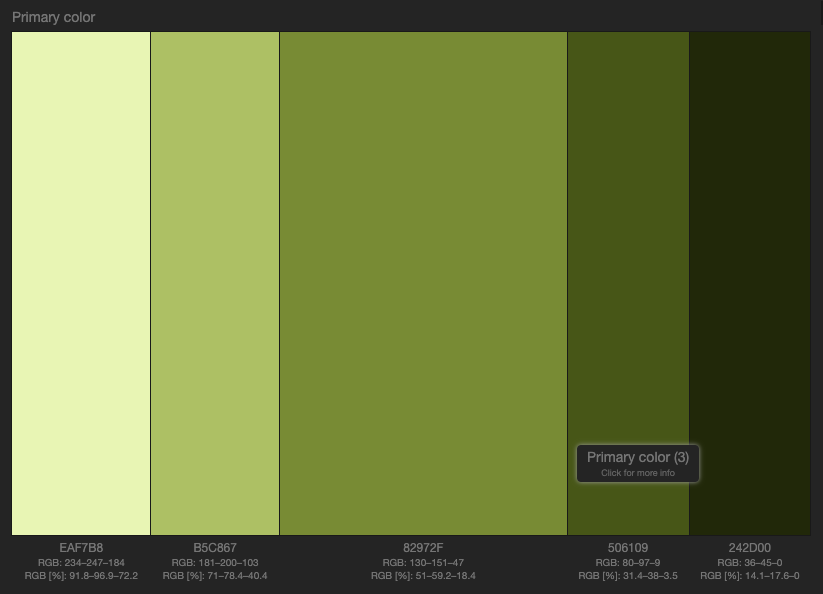 Primary color
Primary color (3)
Click for more info
EAF7B8
RGB: 234–247–184
RGB [%]: 91.8–96.9–72.2
B5C867
RGB: 181–200–103
RGB [%]: 71–78.4–40.4
82972F
RGB: 130–151–47
RGB [%]: 51–59.2–18.4
506109
RGB: 80–97–9
RGB [%]: 31.4–38–3.5
242D00
RGB: 36–45–0
RGB [%]: 14.1–17.6–0